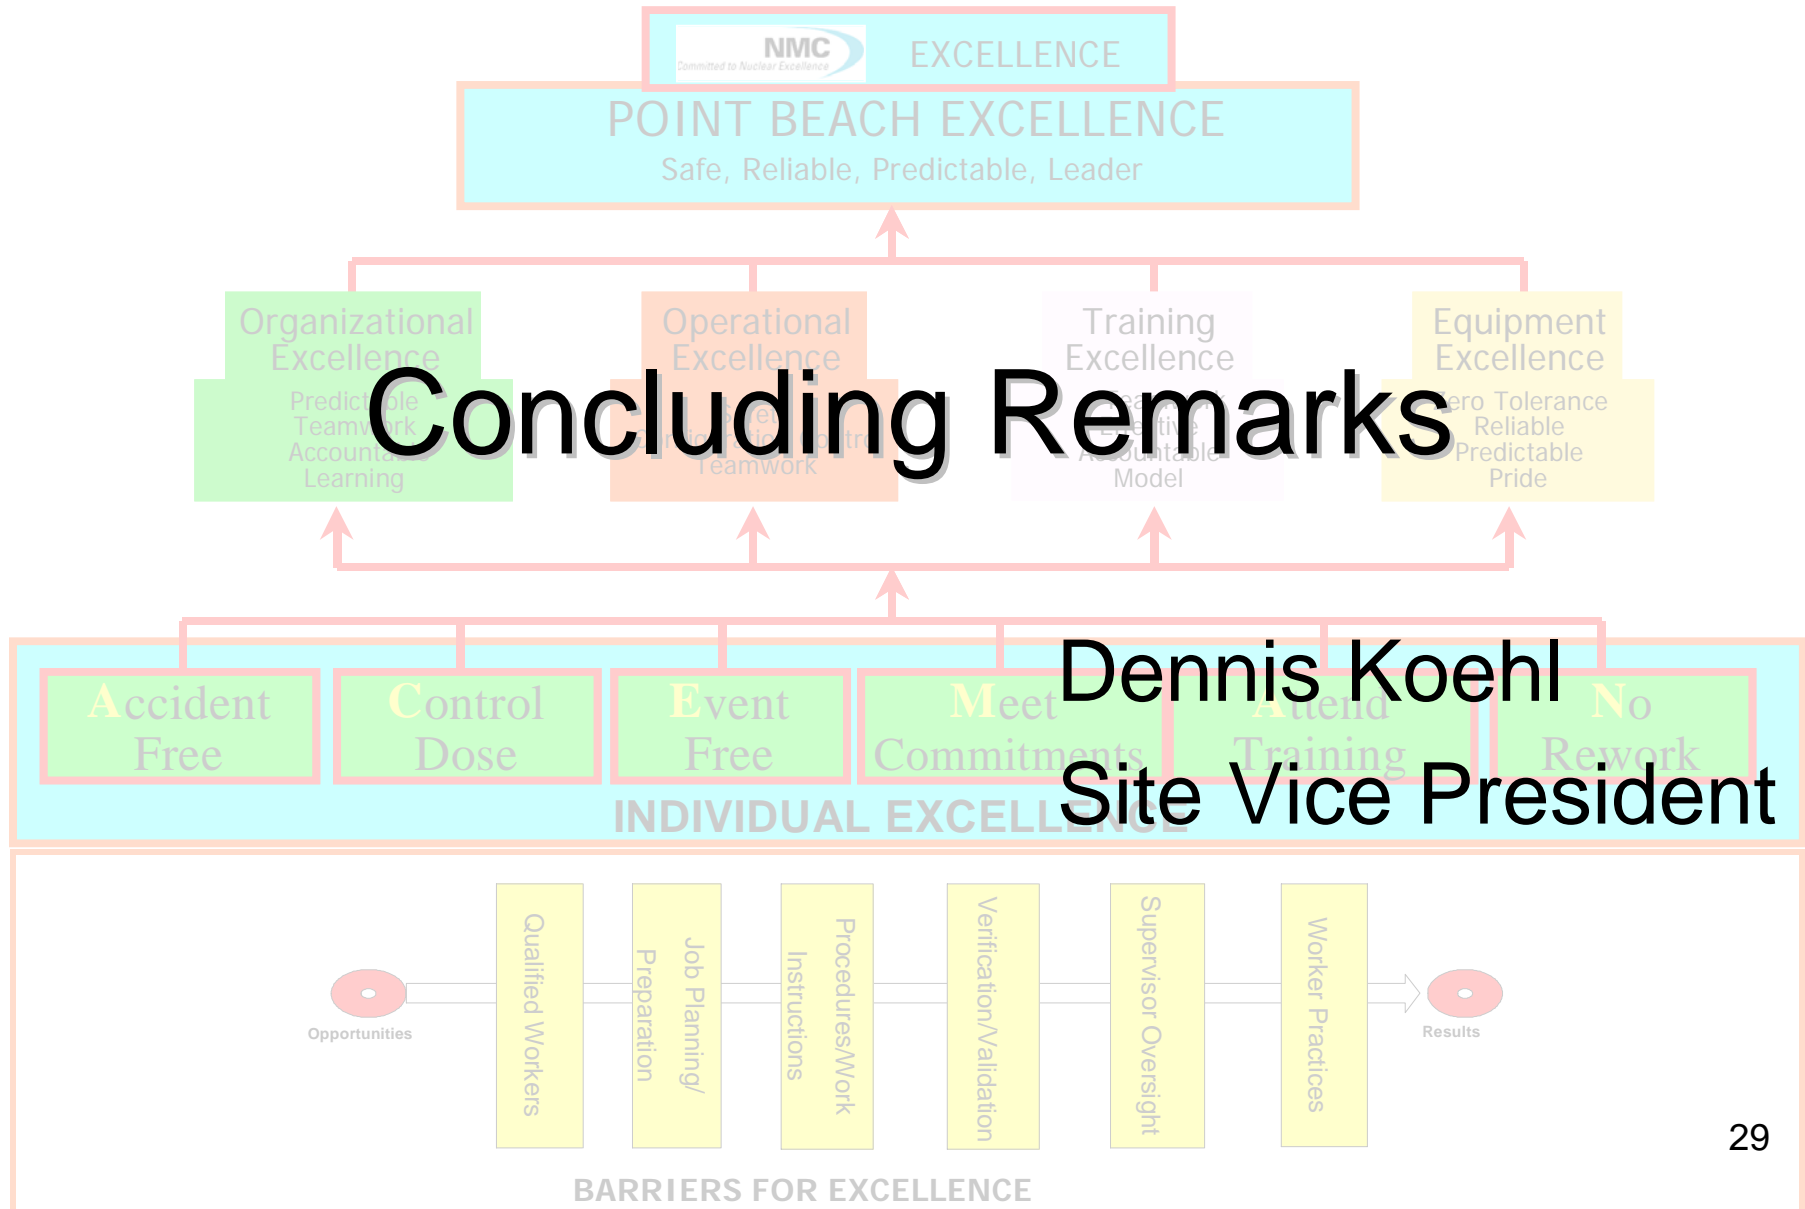 NMC
Committed to Nuclear Excellence
EXCELLENCE
POINT BEACH EXCELLENCE
Safe, Reliable, Predictable, Leader
Organizational
Excellence
Predictable
Teamwork
Accountable
Learning
Operational
Excellence
Teamwork
Training
Excellence
Accountable
Model
Equipment
Excellence
Zero Tolerance
Reliable
Predictable
Pride
Concluding Remarks
Dennis Koehl
Site Vice President
Accident
Free
Control
Dose
Event
Free
Meet
Commitments
Attend
Training
No
Rework
INDIVIDUAL EXCELLENCE
Opportunities
Qualified Workers
Job Planning/
Preparation
Procedures/Work
Instructions
Verification/Validation
Supervisor Oversight
Worker Practices
Results
BARRIERS FOR EXCELLENCE
29